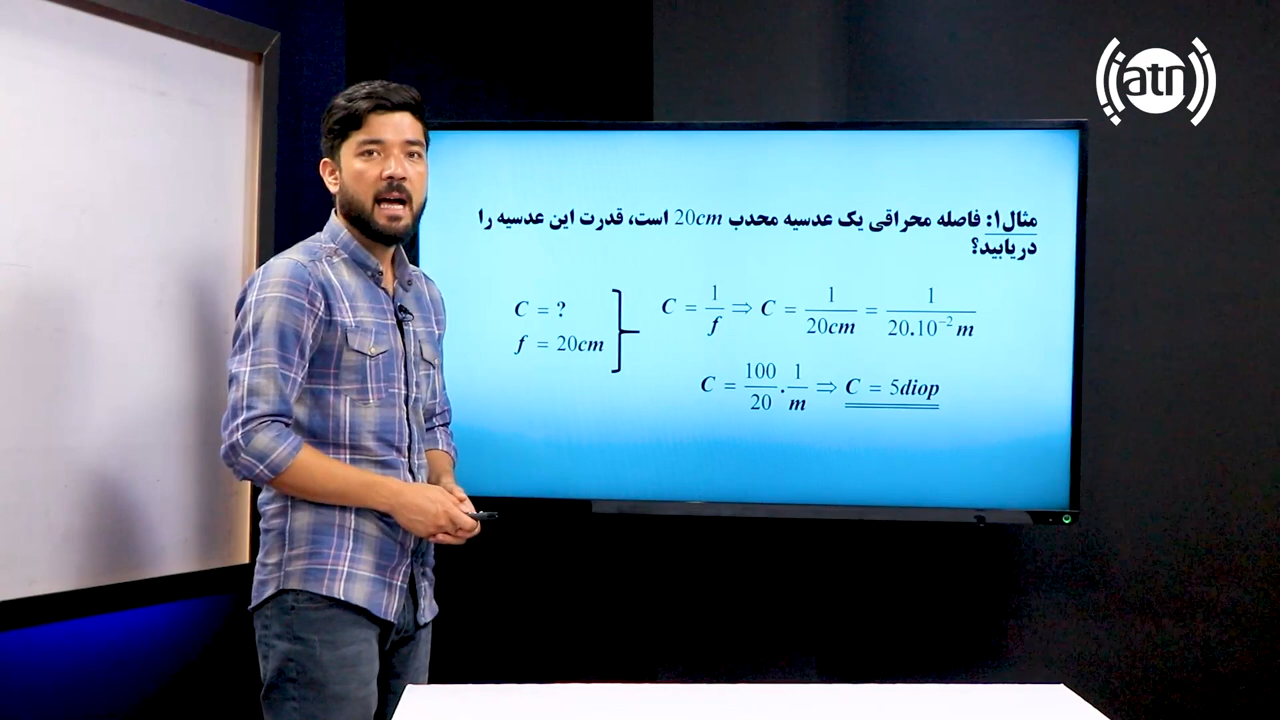 atn
مثال1: فاصله محراقی یک عدسیه محدب 20cm است، قدرت این عدسیه را
دریابید؟
C = ?
f = 20cm
C = 1/f ⇒ C = 1/20cm = 1/20.10⁻²m
C = 100/20 . 1/m ⇒ C = 5diop